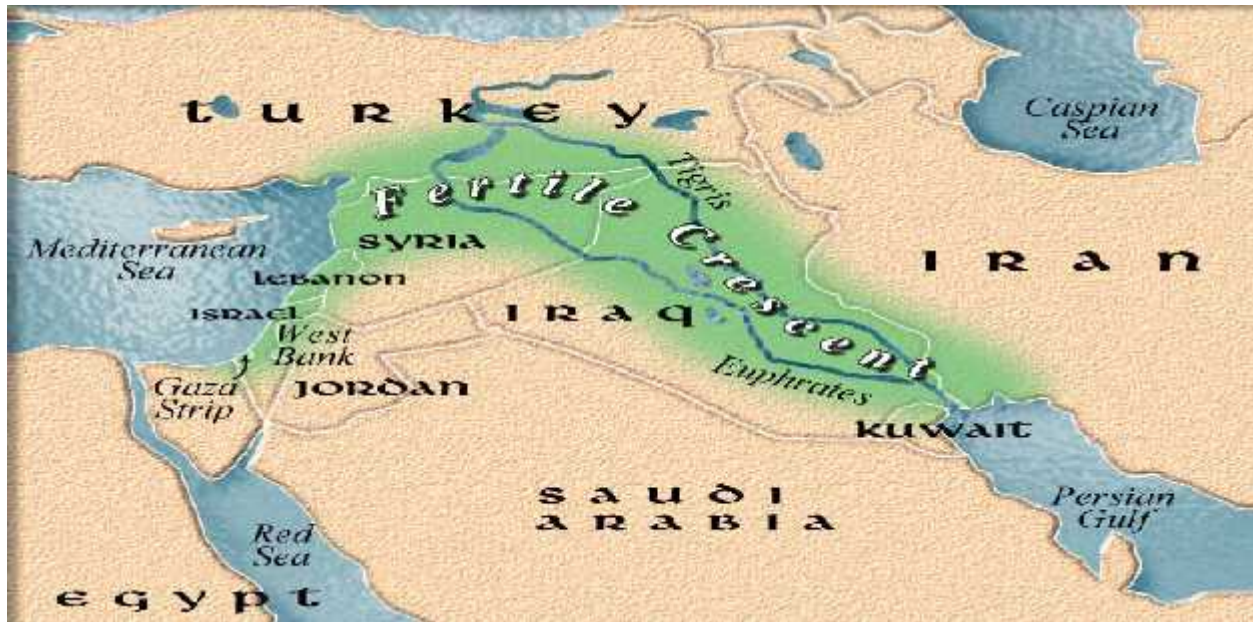 Caspian
Sea
TURKEY
Tigris
Fertile Crescent
SYRIA
Mediterranean
Sea
LEBANON
IRAN
ISRAEL
IRAQ
West
Bank
Euphrates
Gaza
Strip
JORDAN
KUWAIT
SAUDI
ARABIA
Persian
Gulf
Red
Sea
EGYPT